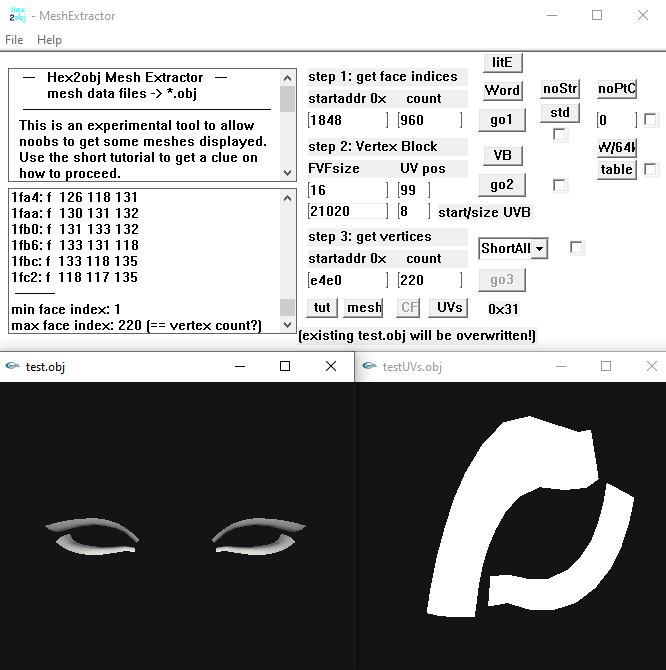 Hex 2obj - MeshExtractor
File Help
— Hex2obj Mesh Extractor —
mesh data files -> *.obj
This is an experimental tool to allow
noobs to get some meshes displayed.
Use the short tutorial to get a clue on
how to proceed.
1fa4: f 126 118 131
1faa: f 130 131 132
1fb0: f 131 133 132
1fb6: f 133 131 118
1fbc: f 133 118 135
1fc2: f 118 117 135
min face index: 1
max face index: 220 (== vertex count?)
step 1: get face indices
startaddr 0x count
1848 960
step 2: Vertex Block
FVFsize UV pos
16 99
21020 8 start/size UVB
step 3: get vertices
startaddr 0x count
e4e0 220
litE
Word noStr noPtC
go1 std 0
VB W/64k
go2 table
ShortAll
go3
tut mesh CF UVs 0x31
(existing test.obj will be overwritten!)
test.obj
testUVs.obj